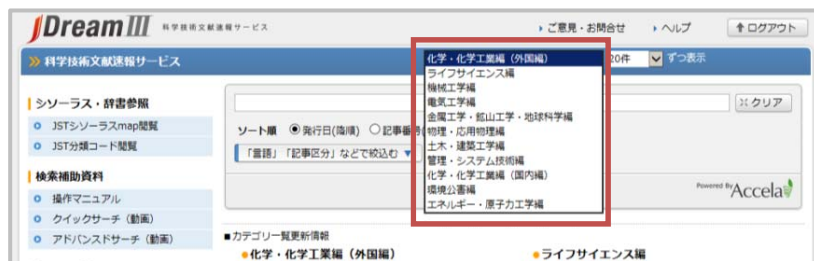 JDreamⅢ 科学技術文献速報サービス
ご意見・お問合せ ヘルプ ログアウト
科学技術文献速報サービス
化学・化学工業編（外国編） 20件 ずつ表示
ライフサイエンス編
機械工学編
電気工学編
金属工学・鉱山工学・地球科学編
物理・応用物理編
土木・建築工学編
管理・システム技術編
化学・化学工業編（国内編）
環境公害編
エネルギー・原子力工学編
シソーラス・辞書参照
JSTシソーラスmap閲覧
JST分類コード閲覧
検索補助資料
操作マニュアル
クイックサーチ（動画）
アドバンスドサーチ（動画）
クリア
ソート順 発行日(降順) 記事番号
「言語」「記事区分」などで絞込む ▼
Powered By Accela
■カテゴリ一覧更新情報
●化学・化学工業編（外国編） ●ライフサイエンス編